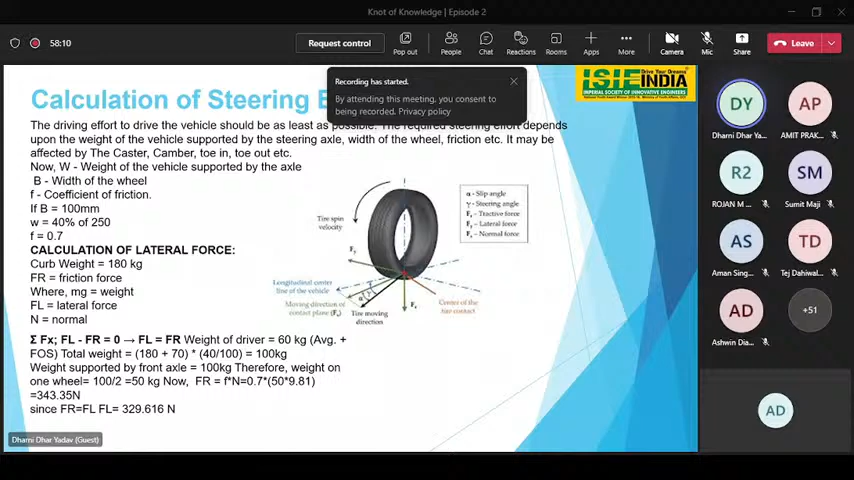 Knot of Knowledge | Episode 2
58:10
Request control
Pop out
People
Chat
Reactions
Rooms
Apps
More
Camera
Mic
Share
Leave
Recording has started.
By attending this meeting, you consent to
being recorded. Privacy policy
Calculation of Steering E
ISIE INDIA
Drive Your Dreams
IMPERIAL SOCIETY OF INNOVATIVE ENGINEERS
The driving effort to drive the vehicle should be as least as possible. The required steering effort depends
upon the weight of the vehicle supported by the steering axle, width of the wheel, friction etc. It may be
affected by The Caster, Camber, toe in, toe out etc.
Now, W - Weight of the vehicle supported by the axle
B - Width of the wheel
f - Coefficient of friction.
If B = 100mm
w = 40% of 250
f = 0.7
CALCULATION OF LATERAL FORCE:
Curb Weight = 180 kg
FR = friction force
Where, mg = weight
FL = lateral force
N = normal
Σ Fx; FL - FR = 0 → FL = FR Weight of driver = 60 kg (Avg. +
FOS) Total weight = (180 + 70) * (40/100) = 100kg
Weight supported by front axle = 100kg Therefore, weight on
one wheel= 100/2 =50 kg Now, FR = f*N=0.7*(50*9.81)
=343.35N
since FR=FL FL= 329.616 N
Tire spin
velocity
Longitudinal center
line of the vehicle
Moving direction of
Tire moving
direction
Center of the
tire contact
α - Slip angle
γ - Steering angle
- Tractive force
- Lateral force
- Normal force
DY
Dharni Dhar Ya...
AP
AMIT PRAK...
R2
ROJAN M ...
SM
Sumit Maji
AS
Aman Sing...
TD
Tej Dahiwal...
AD
Ashwin Dia...
+51
AD
Dharni Dhar Yadav (Guest)